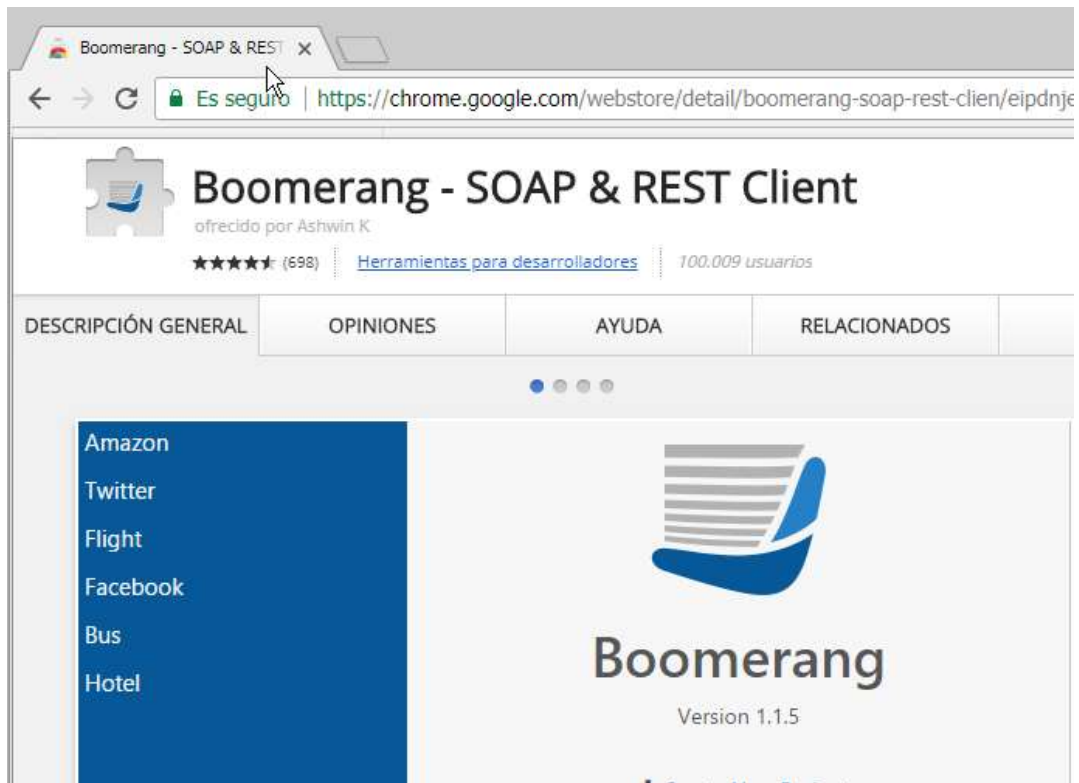 Boomerang - SOAP & REST
Es seguro | https://chrome.google.com/webstore/detail/boomerang-soap-rest-clien/eipdnje
Boomerang - SOAP & REST Client
ofrecido por Ashwin K
(698) Herramientas para desarrolladores 100.009 usuarios
DESCRIPCIÓN GENERAL OPINIONES AYUDA RELACIONADOS
Amazon
Twitter
Flight
Facebook
Bus
Hotel
Boomerang
Version 1.1.5